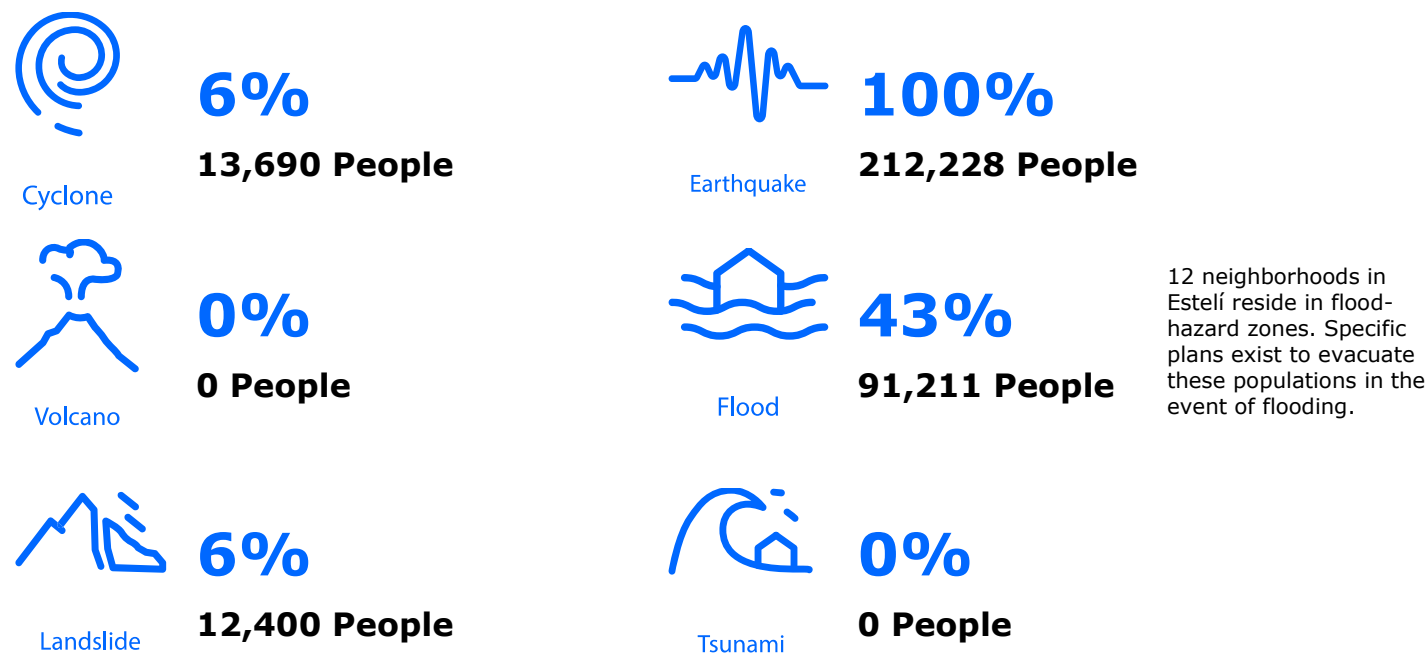 6%
13,690 People
Cyclone
100%
212,228 People
Earthquake
0%
0 People
Volcano
43%
91,211 People
Flood
12 neighborhoods in
Estelí reside in flood-
hazard zones. Specific
plans exist to evacuate
these populations in the
event of flooding.
6%
12,400 People
Landslide
0%
0 People
Tsunami